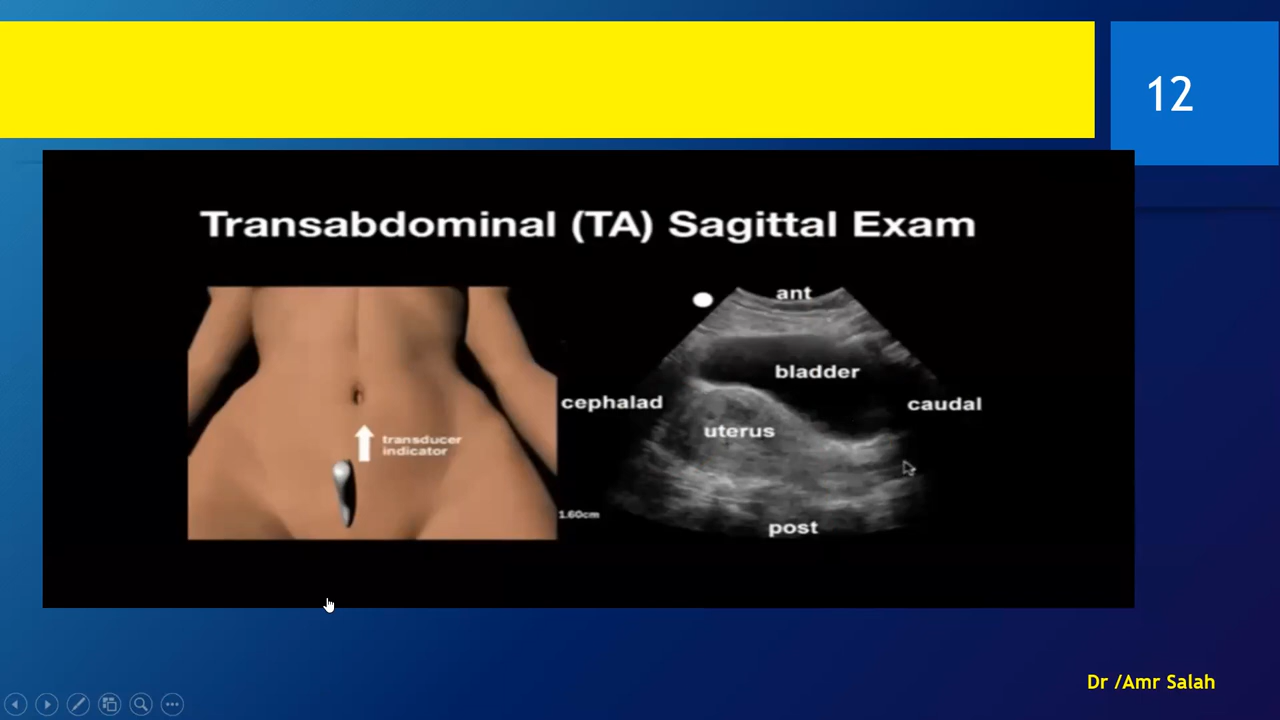 12
Transabdominal (TA) Sagittal Exam
ant
bladder
cephalad
caudal
uterus
transducer
indicator
1.60cm
post
Dr /Amr Salah